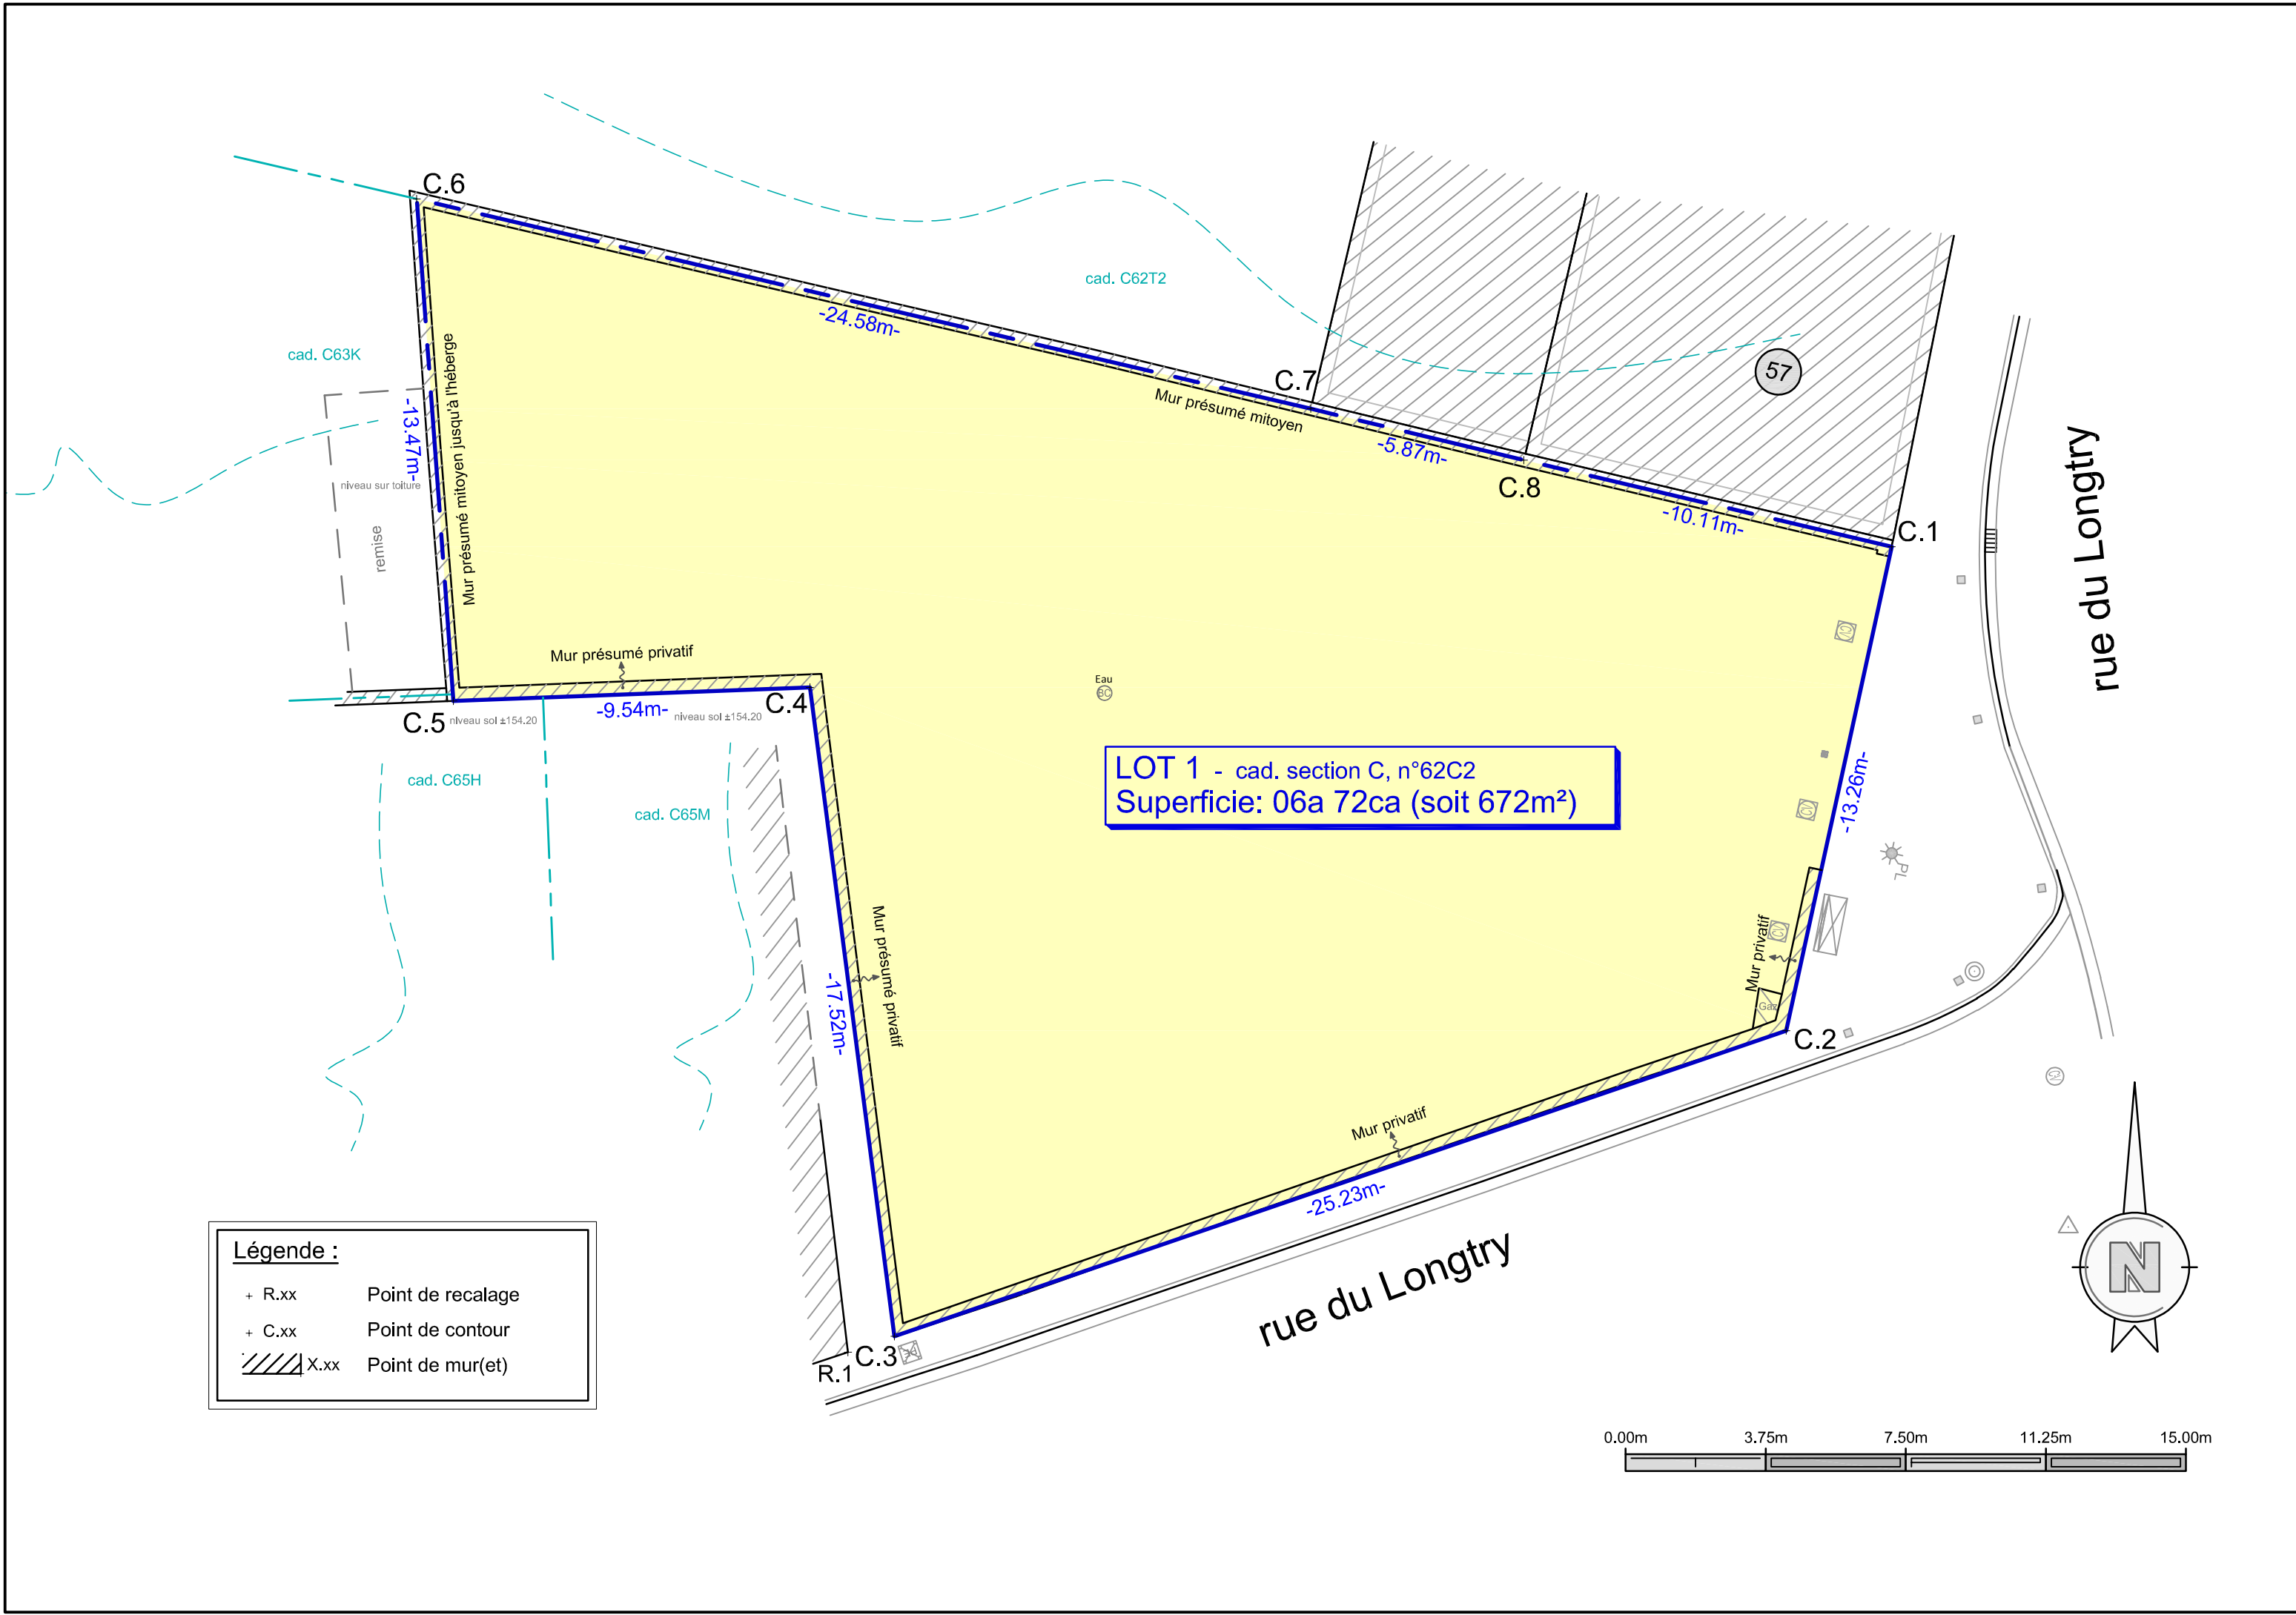 C.6
cad. C62T2
57
-24.58m-
cad. C63K
C.7
Mur présumé mitoyen
-5.87m-
C.8
-10.11m-
C.1
rue du Longtry
-13.47m-
Mur présumé mitoyen jusqu'à l'héberge
niveau sur toiture
remise
Mur présumé privatif
C.5
niveau sol ±154.20
-9.54m-
niveau sol ±154.20
C.4
Eau
BC
CV
LOT 1 - cad. section C, n°62C2
Superficie: 06a 72ca (soit 672m²)
-13.26m-
CV
PL
cad. C65H
cad. C65M
Mur présumé privatif
-17.52m-
Mur privatif
CV
Gaz
C.2
Mur privatif
-25.23m-
rue du Longtry
C.3
R.1
N
Légende :
+ R.xx Point de recalage
+ C.xx Point de contour
X.xx Point de mur(et)
0.00m 3.75m 7.50m 11.25m 15.00m